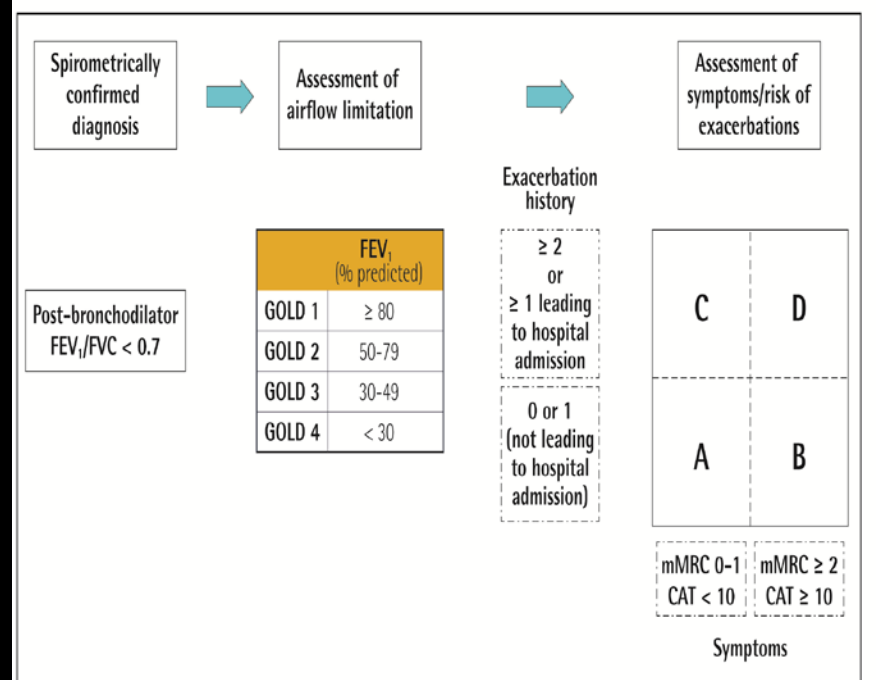 Spirometrically
confirmed
diagnosis
Assessment of
airflow limitation
Assessment of
symptoms/risk of
exacerbations
Exacerbation
history
Post-bronchodilator
FEV₁/FVC < 0.7
FEV₁
(% predicted)
GOLD 1 ≥ 80
GOLD 2 50-79
GOLD 3 30-49
GOLD 4 < 30
≥ 2
or
≥ 1 leading
to hospital
admission
0 or 1
(not leading
to hospital
admission)
C D
A B
mMRC 0-1 mMRC ≥ 2
CAT < 10 CAT ≥ 10
Symptoms